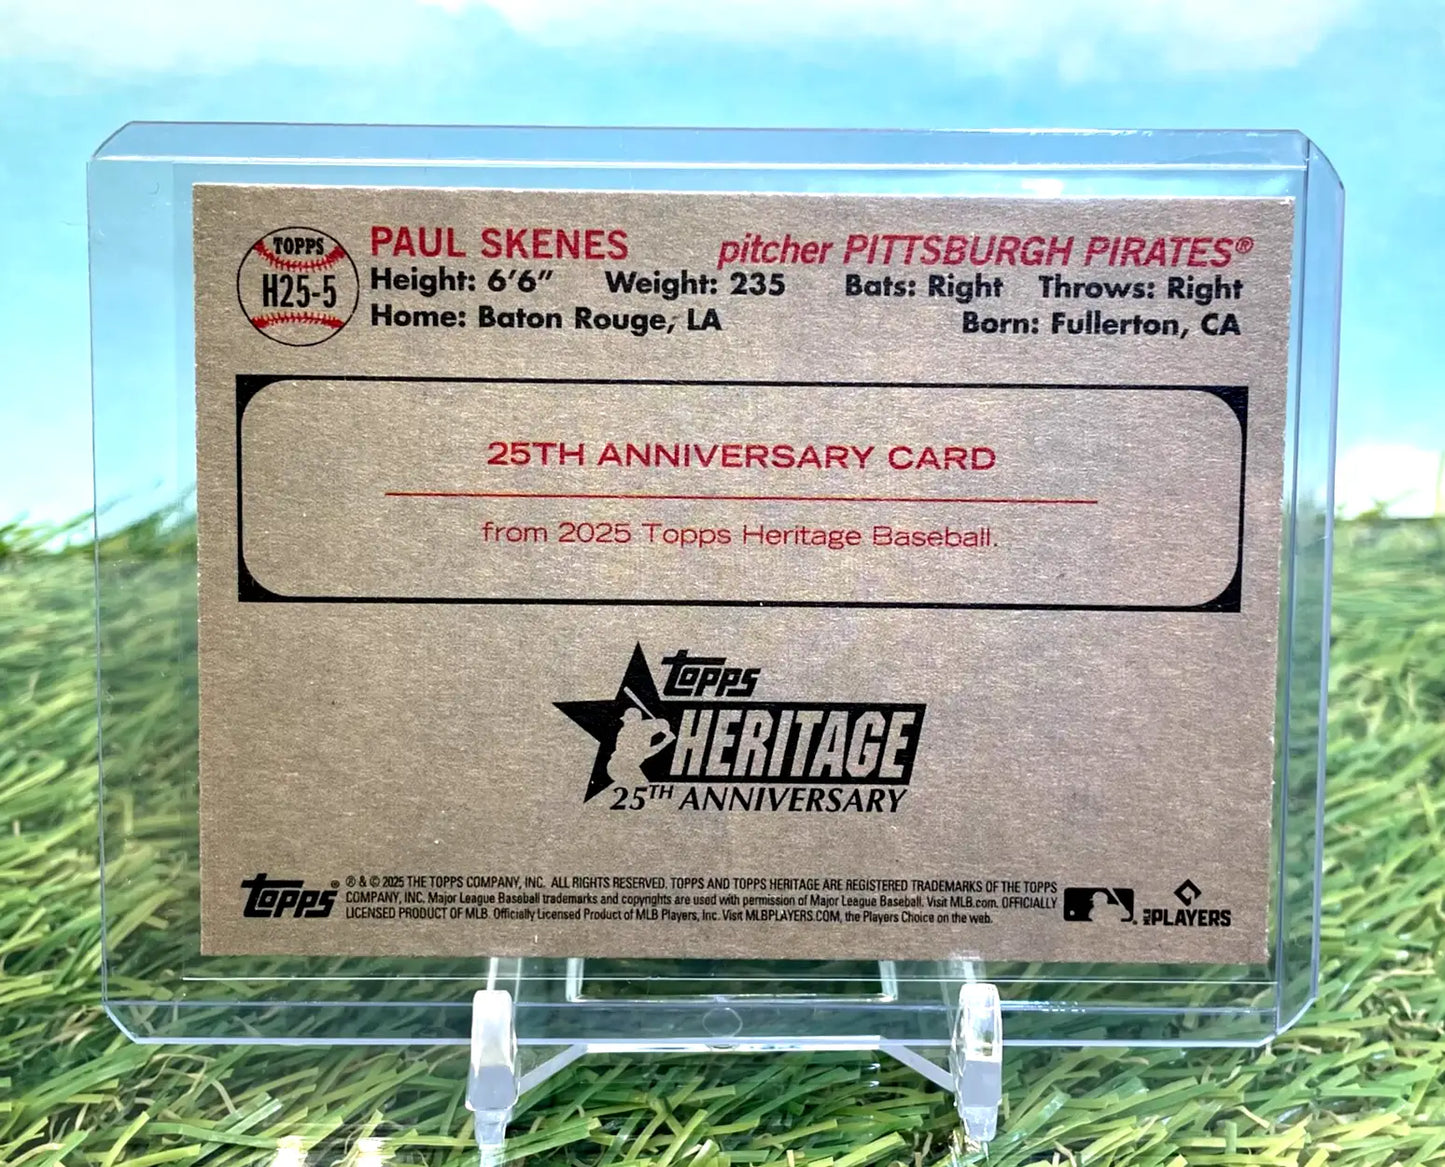 TOPPS
H25-5
PAUL SKENES
pitcher PITTSBURGH PIRATES®
Height: 6'6" Weight: 235 Bats: Right Throws: Right
Home: Baton Rouge, LA Born: Fullerton, CA
25TH ANNIVERSARY CARD
from 2025 Topps Heritage Baseball.
TOPPS
HERITAGE
25TH ANNIVERSARY
TOPPS®
® & © 2025 THE TOPPS COMPANY, INC. ALL RIGHTS RESERVED. TOPPS AND TOPPS HERITAGE ARE REGISTERED TRADEMARKS OF THE TOPPS
COMPANY, INC. Major League Baseball trademarks and copyrights are used with permission of Major League Baseball. Visit MLB.com. OFFICIALLY
LICENSED PRODUCT OF MLB. Officially Licensed Product of MLB Players, Inc. Visit MLBPLAYERS.COM, the Players Choice on the web.
MLB PLAYERS